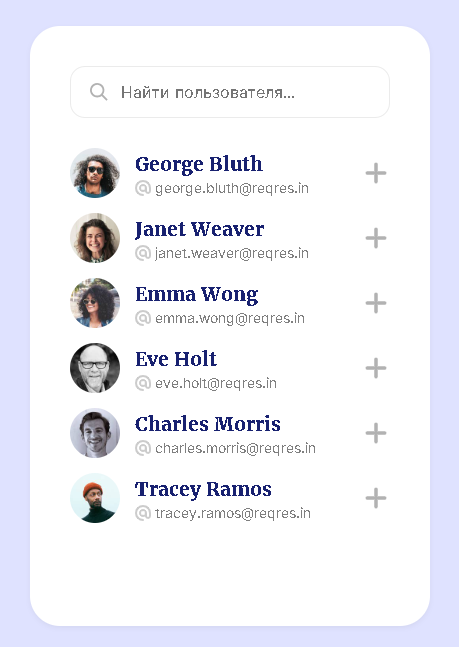 Найти пользователя...
George Bluth
george.bluth@reqres.in
Janet Weaver
janet.weaver@reqres.in
Emma Wong
emma.wong@reqres.in
Eve Holt
eve.holt@reqres.in
Charles Morris
charles.morris@reqres.in
Tracey Ramos
tracey.ramos@reqres.in